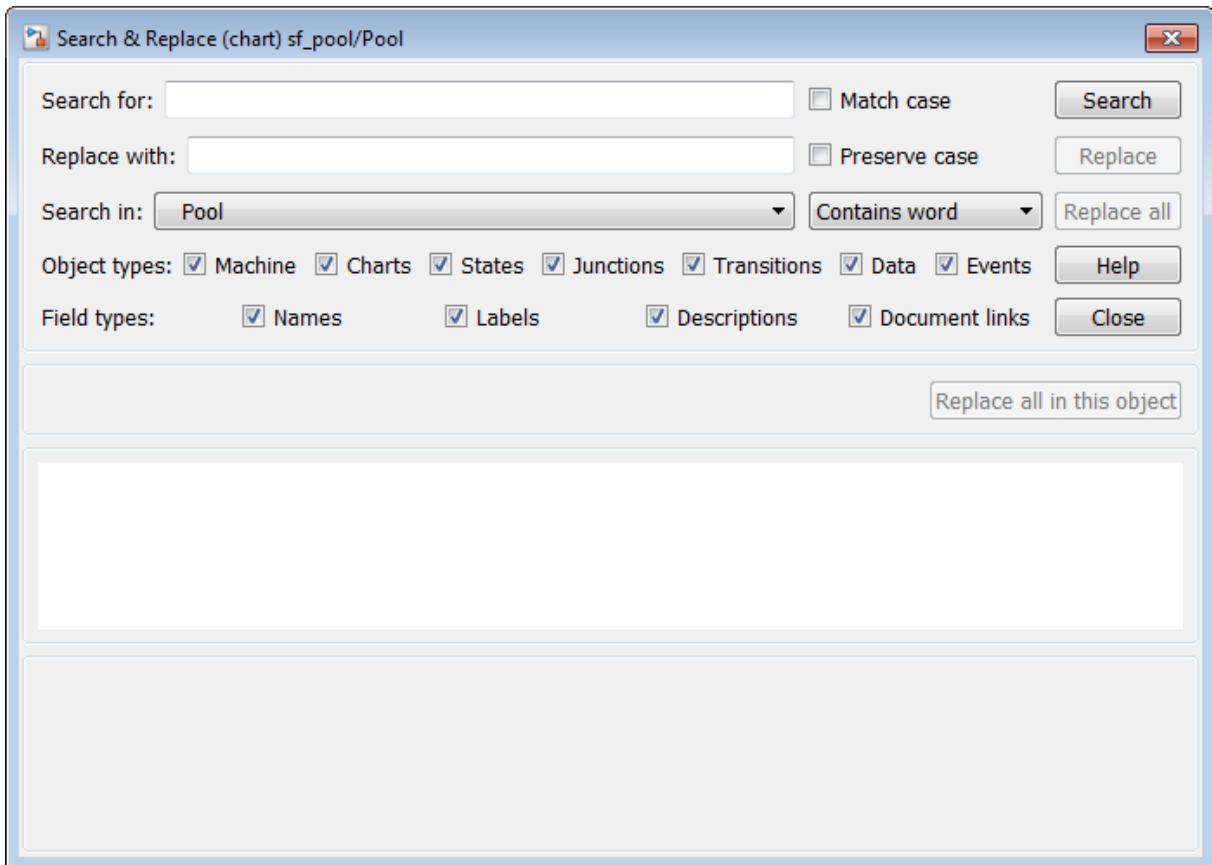 Search & Replace (chart) sf_pool/Pool
Search for: Match case Search
Replace with: Preserve case Replace
Search in: Pool Contains word Replace all
Object types: Machine Charts States Junctions Transitions Data Events Help
Field types: Names Labels Descriptions Document links Close
Replace all in this object